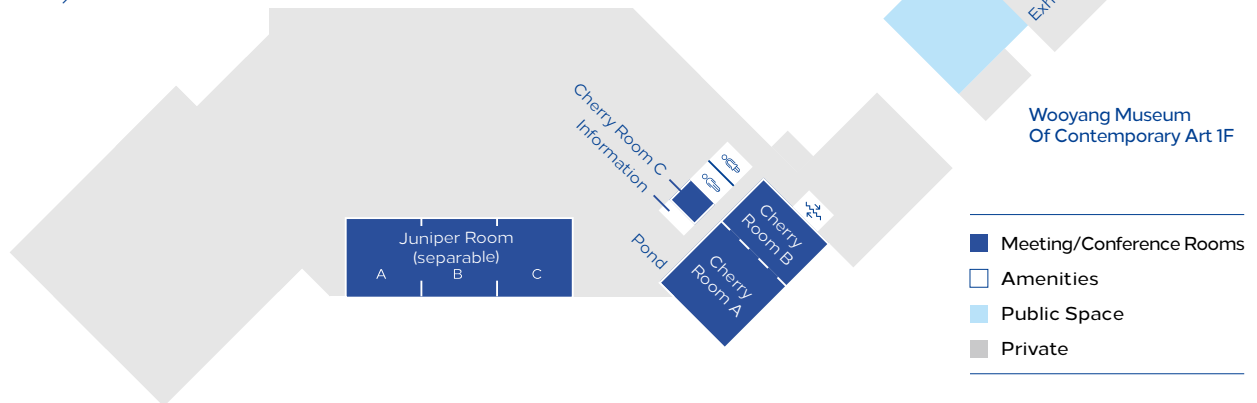 Exh
Cherry Room C
Information
Wooyang Museum
Of Contemporary Art 1F
Juniper Room
(separable)
A
B
C
Pond
Cherry
Room B
Cherry
Room A
Meeting/Conference Rooms
Amenities
Public Space
Private